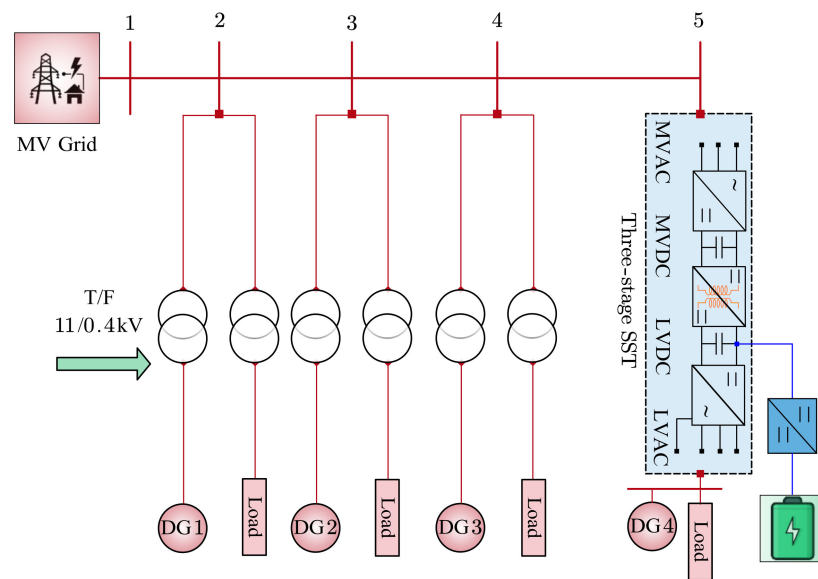 1
2
3
4
5
MV Grid
MVAC
MVDC
LVDC
LVAC
Three-stage SST
~
~
T/F
11/0.4kV
DG1
Load
DG2
Load
DG3
Load
DG4
Load